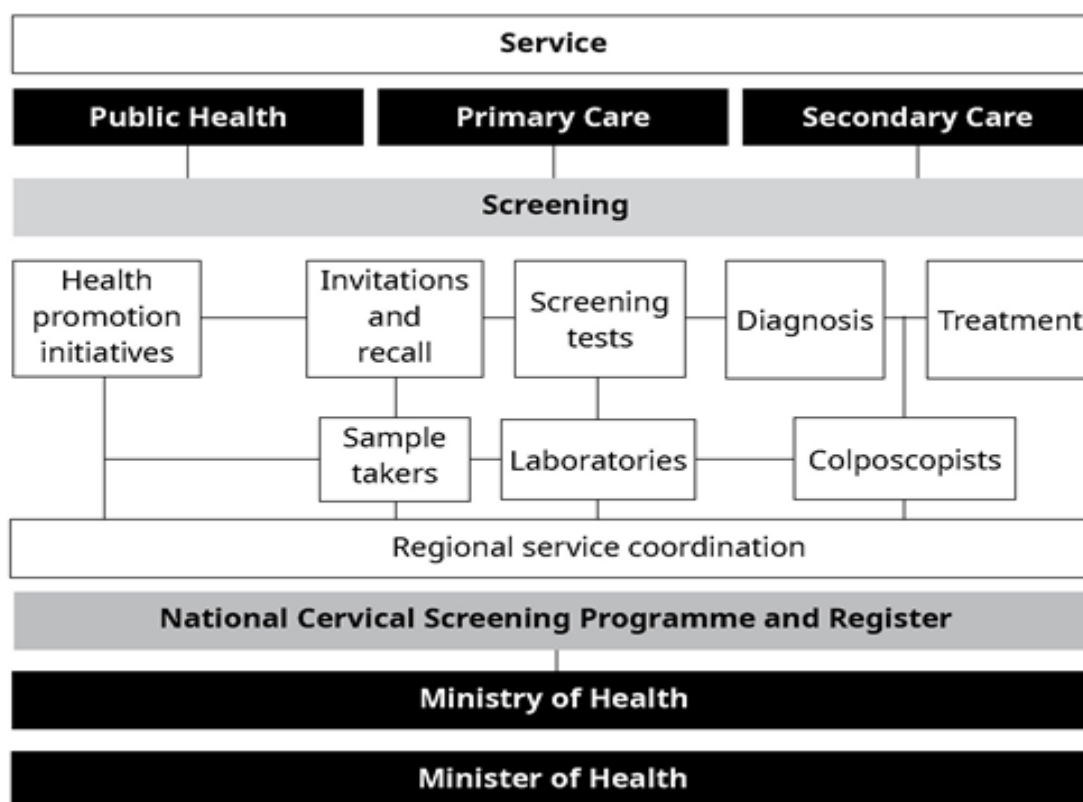 Service
Public Health
Primary Care
Secondary Care
Screening
Health
promotion
initiatives
Invitations
and
recall
Screening
tests
Diagnosis
Treatment
Sample
takers
Laboratories
Colposcopists
Regional service coordination
National Cervical Screening Programme and Register
Ministry of Health
Minister of Health